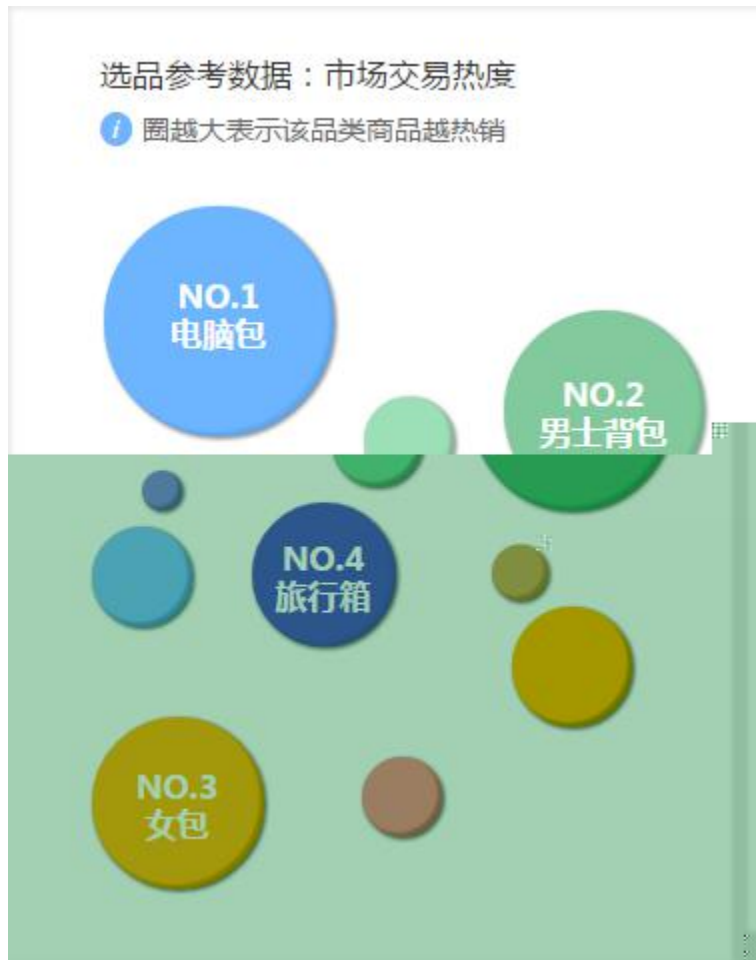 选品参考数据：市场交易热度
i 圈越大表示该品类商品越热销
NO.1
电脑包
NO.2
男士背包
NO.4
旅行箱
NO.3
女包